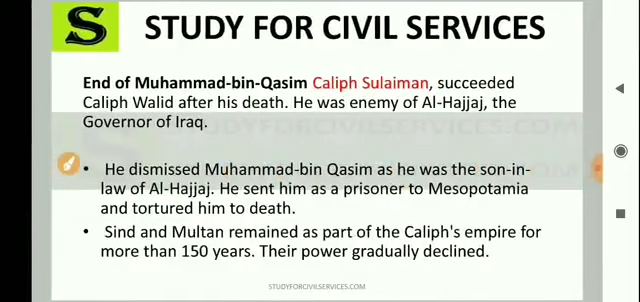 S STUDY FOR CIVIL SERVICES
End of Muhammad-bin-Qasim Caliph Sulaiman, succeeded
Caliph Walid after his death. He was enemy of Al-Hajjaj, the
Governor of Iraq.
STUDYFORCIVILSERVICES.COM
• He dismissed Muhammad-bin Qasim as he was the son-in-
law of Al-Hajjaj. He sent him as a prisoner to Mesopotamia
and tortured him to death.
• Sind and Multan remained as part of the Caliph's empire for
more than 150 years. Their power gradually declined.
STUDYFORCIVILSERVICES.COM